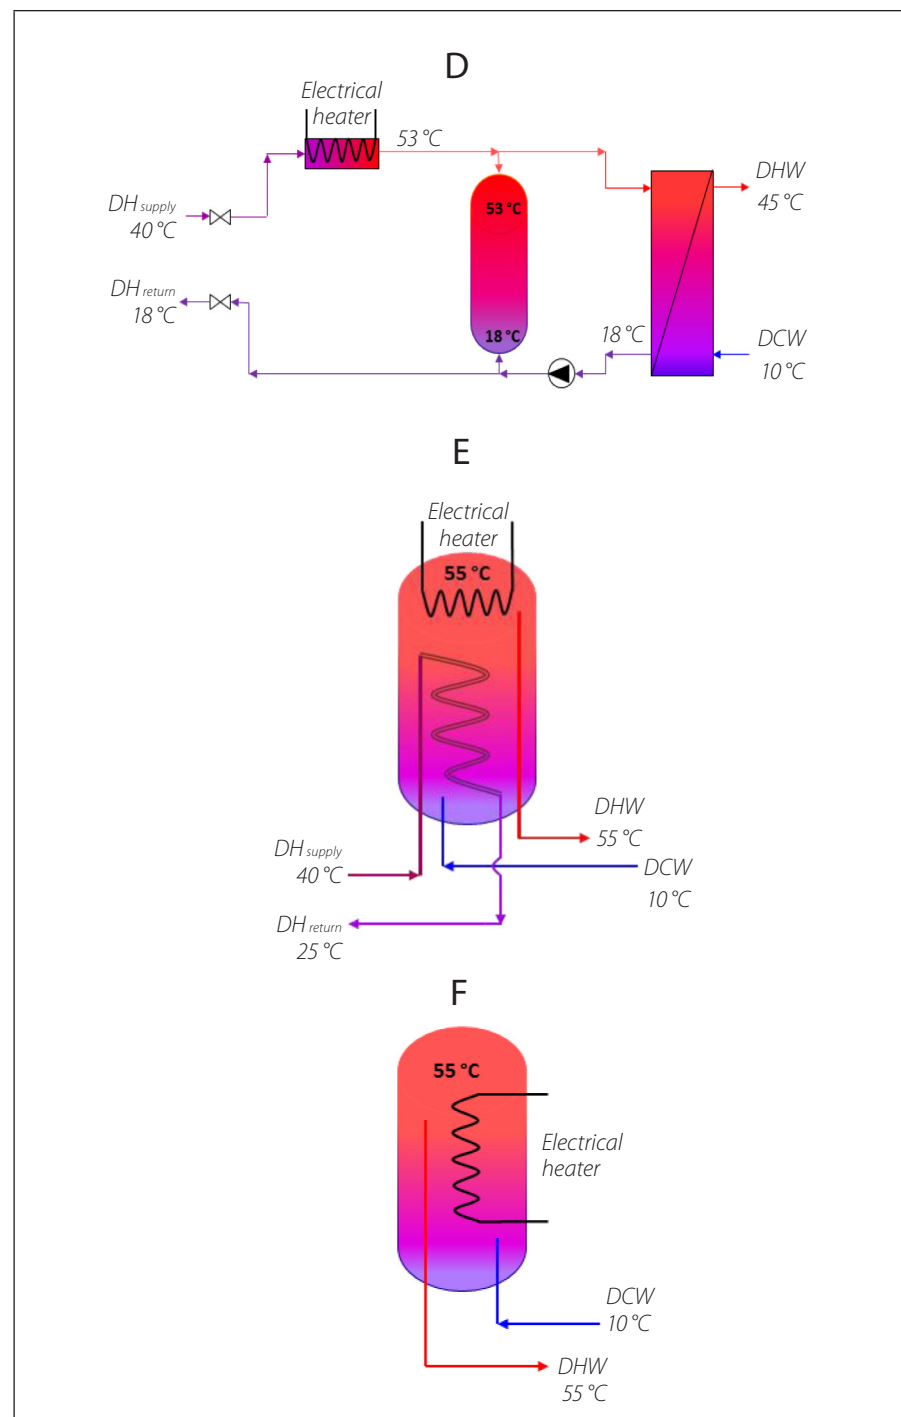 D
Electrical
heater
53 °C
DH supply
40 °C
53 °C
DHW
45 °C
DH return
18 °C
18 °C
18 °C
DCW
10 °C
E
Electrical
heater
55 °C
DHW
55 °C
DH supply
40 °C
DCW
10 °C
DH return
25 °C
F
55 °C
Electrical
heater
DCW
10 °C
DHW
55 °C